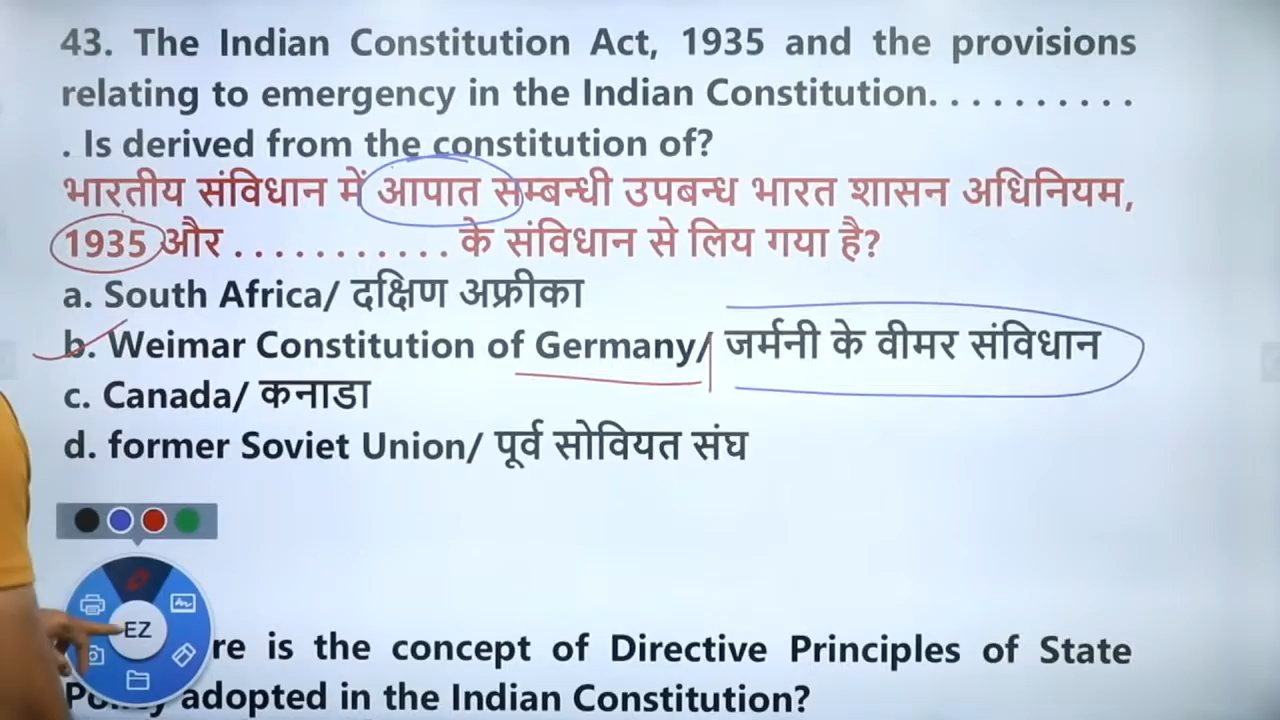 43. The Indian Constitution Act, 1935 and the provisions
relating to emergency in the Indian Constitution. . . . . . . . . .
. Is derived from the constitution of?
भारतीय संविधान में आपात सम्बन्धी उपबन्ध भारत शासन अधिनियम,
1935 और . . . . . . . . . . . के संविधान से लिय गया है?
a. South Africa/ दक्षिण अफ्रीका
b. Weimar Constitution of Germany/ जर्मनी के वीमर संविधान
c. Canada/ कनाडा
d. former Soviet Union/ पूर्व सोवियत संघ
EZ
re is the concept of Directive Principles of State
adopted in the Indian Constitution?